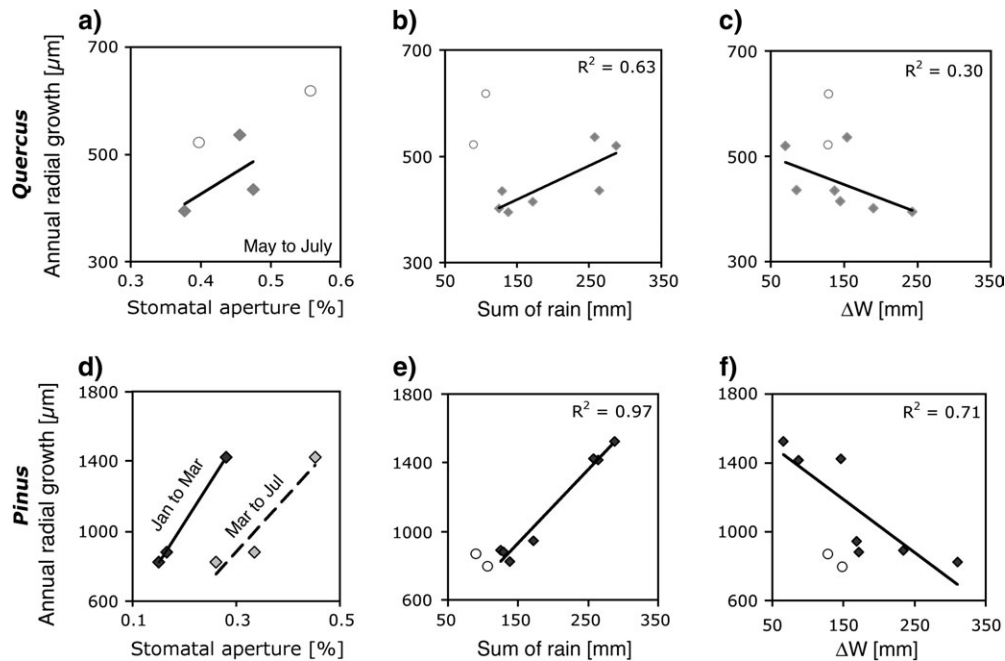 a)
b)
c)
Quercus
Annual radial growth [µm]
700
500
300
0.3
0.4
0.5
0.6
May to July
Stomatal aperture [%]
700
500
300
50
150
250
350
R² = 0.63
Sum of rain [mm]
700
500
300
50
150
250
350
R² = 0.30
ΔW [mm]
d)
e)
f)
Pinus
Annual radial growth [µm]
1800
1400
1000
600
0.1
0.3
0.5
Jan to Mar
Mar to Jul
Stomatal aperture [%]
1800
1400
1000
600
50
150
250
350
R² = 0.97
Sum of rain [mm]
1800
1400
1000
600
50
150
250
350
R² = 0.71
ΔW [mm]